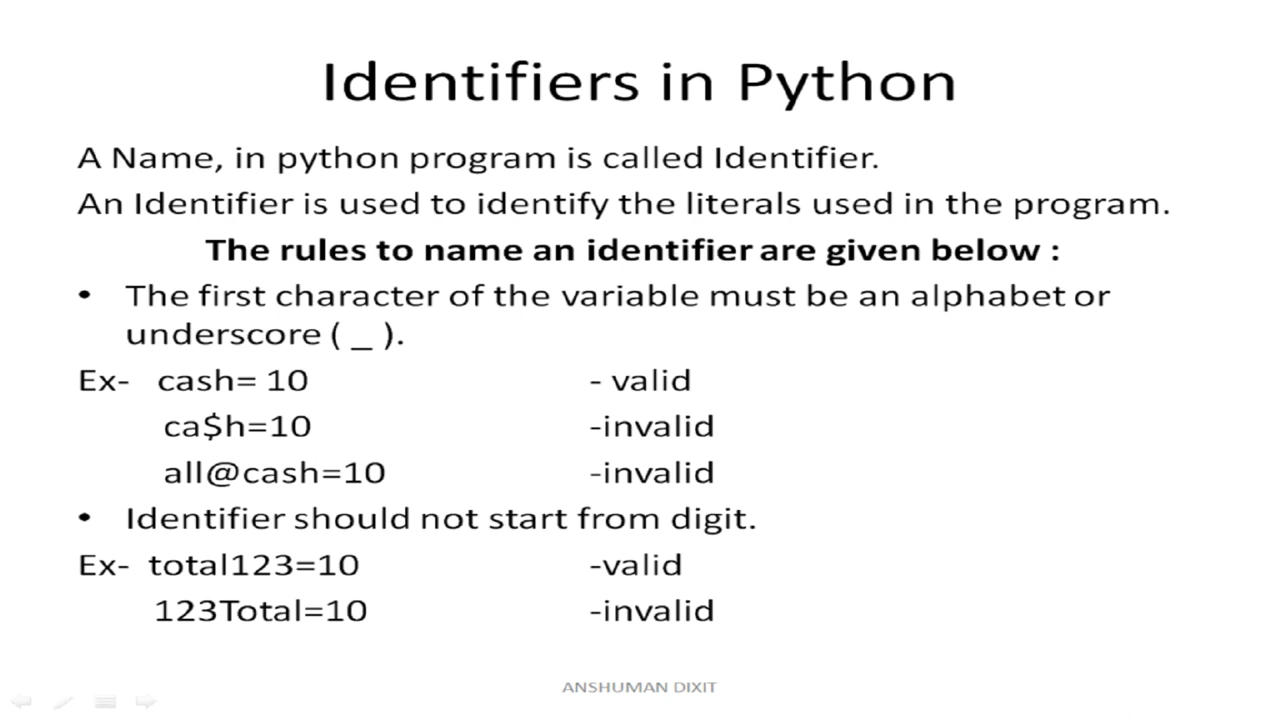 Identifiers in Python
A Name, in python program is called Identifier.
An Identifier is used to identify the literals used in the program.
The rules to name an identifier are given below :
• The first character of the variable must be an alphabet or
underscore ( _ ).
Ex- cash= 10 - valid
ca$h=10 -invalid
all@cash=10 -invalid
• Identifier should not start from digit.
Ex- total123=10 -valid
123Total=10 -invalid
ANSHUMAN DIXIT